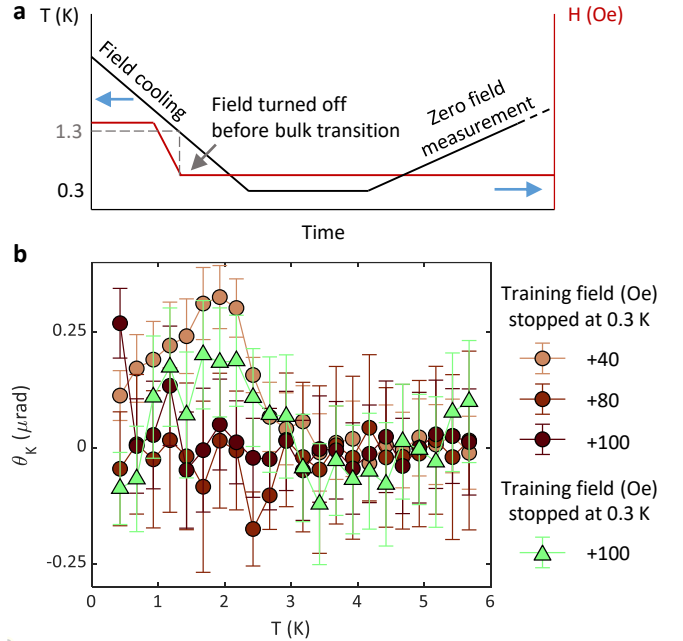 a
T (K)
H (Oe)
Field cooling
Field turned off
before bulk transition
Zero field
measurement
1.3
0.3
Time
b
0.25
0
-0.25
θK (μrad)
0
1
2
3
4
5
6
T (K)
Training field (Oe)
stopped at 0.3 K
+40
+80
+100
Training field (Oe)
stopped at 0.3 K
+100